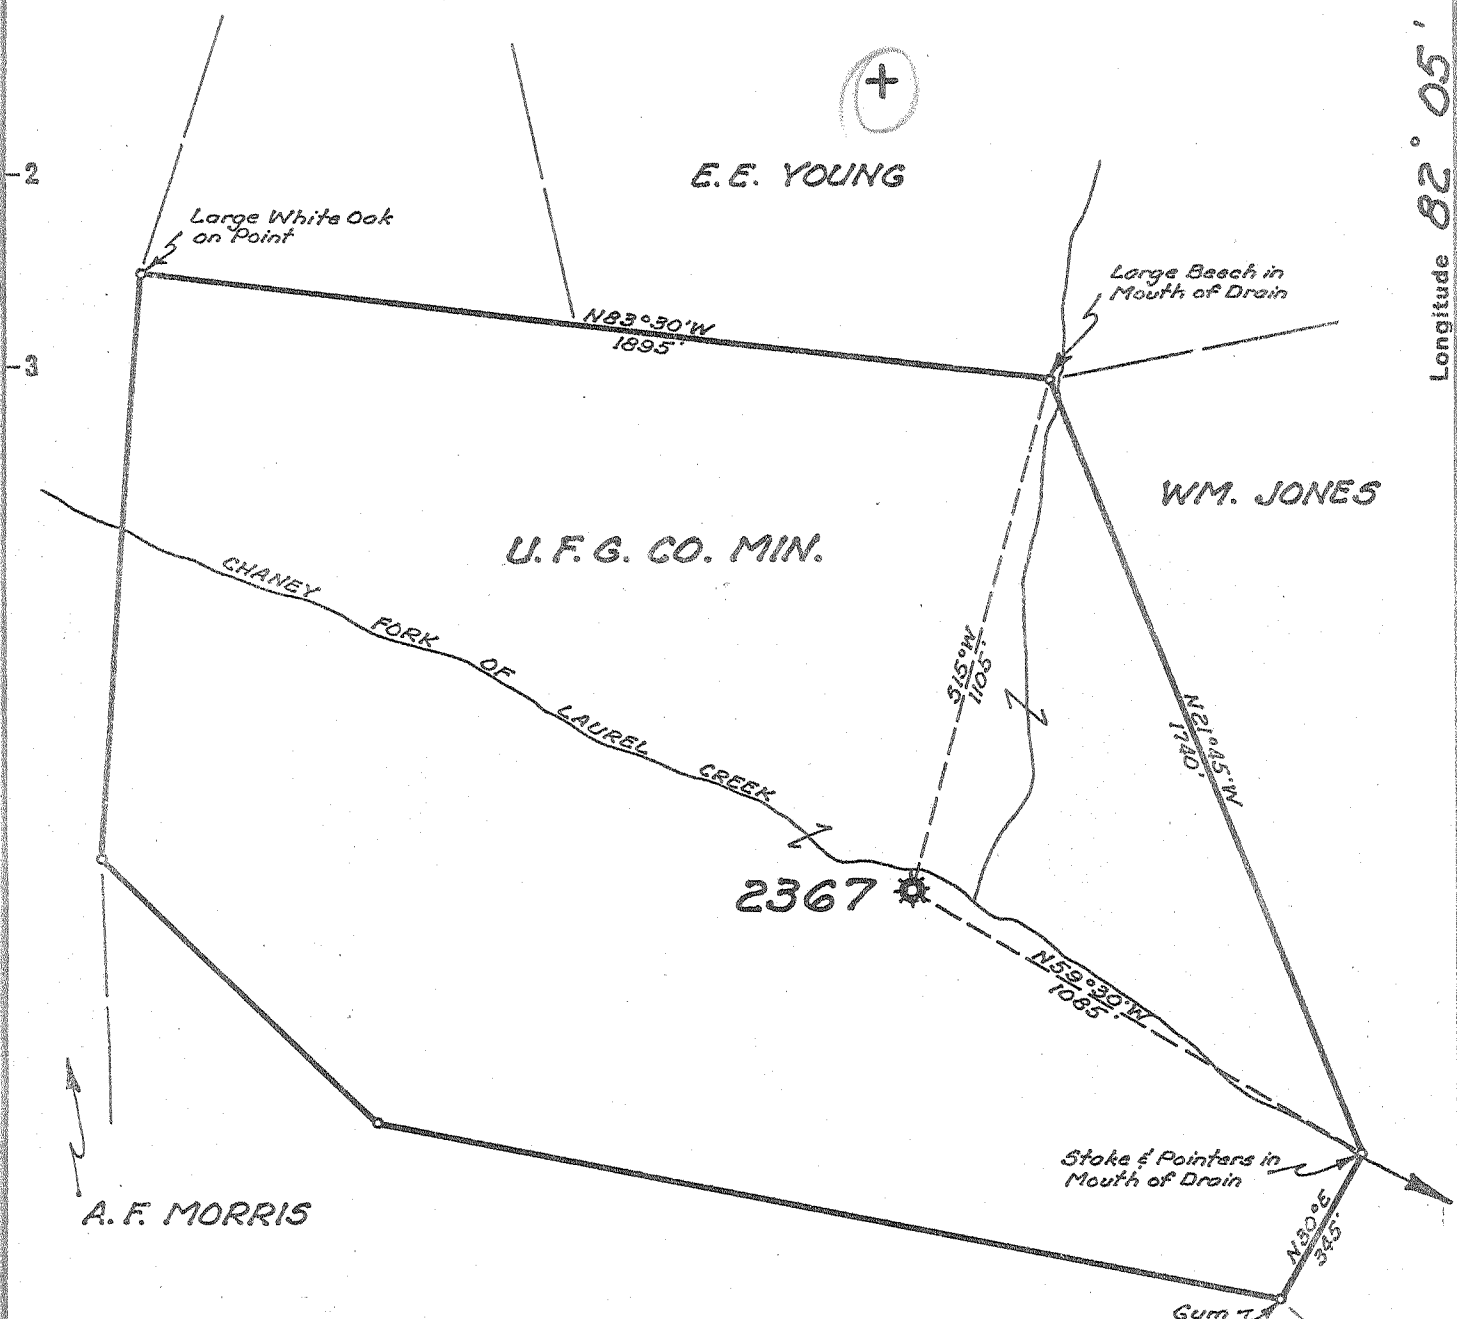 +
E.E. YOUNG
Longitude 82° 05'
-2
Large White Oak
on Point
Large Beech in
Mouth of Drain
N83°30'W
1895'
-3
WM. JONES
U.F.G. CO. MIN.
CHANEY FORK OF LAUREL CREEK
S15°W
1105'
N21°45'W
1740'
2367
N59°30'W
1085'
Stake & Pointers in
Mouth of Drain
A.F. MORRIS
N30°E
345'
Gum